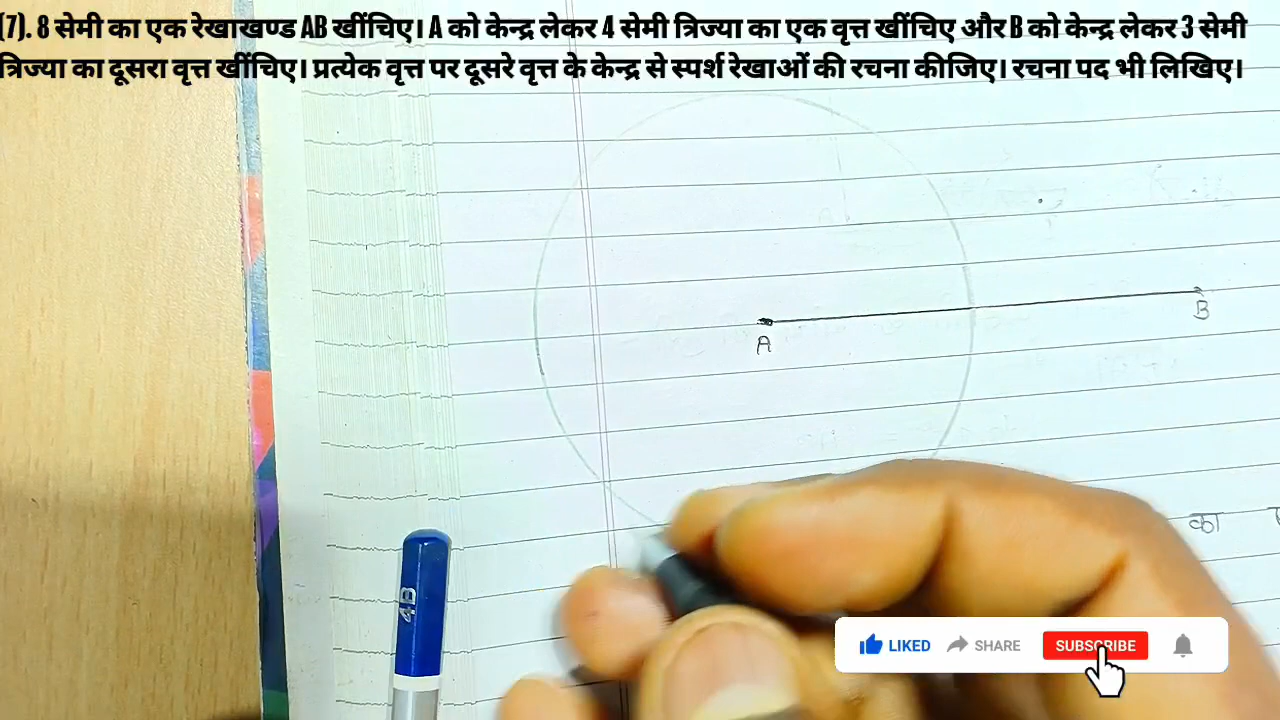 (7). 8 सेमी का एक रेखाखण्ड AB खींचिए। A को केन्द्र लेकर 4 सेमी त्रिज्या का एक वृत्त खींचिए और B को केन्द्र लेकर 3 सेमी
त्रिज्या का दूसरा वृत्त खींचिए। प्रत्येक वृत्त पर दूसरे वृत्त के केन्द्र से स्पर्श रेखाओं की रचना कीजिए। रचना पद भी लिखिए।
B
A
का
4B
LIKED SHARE SUBSCRIBE